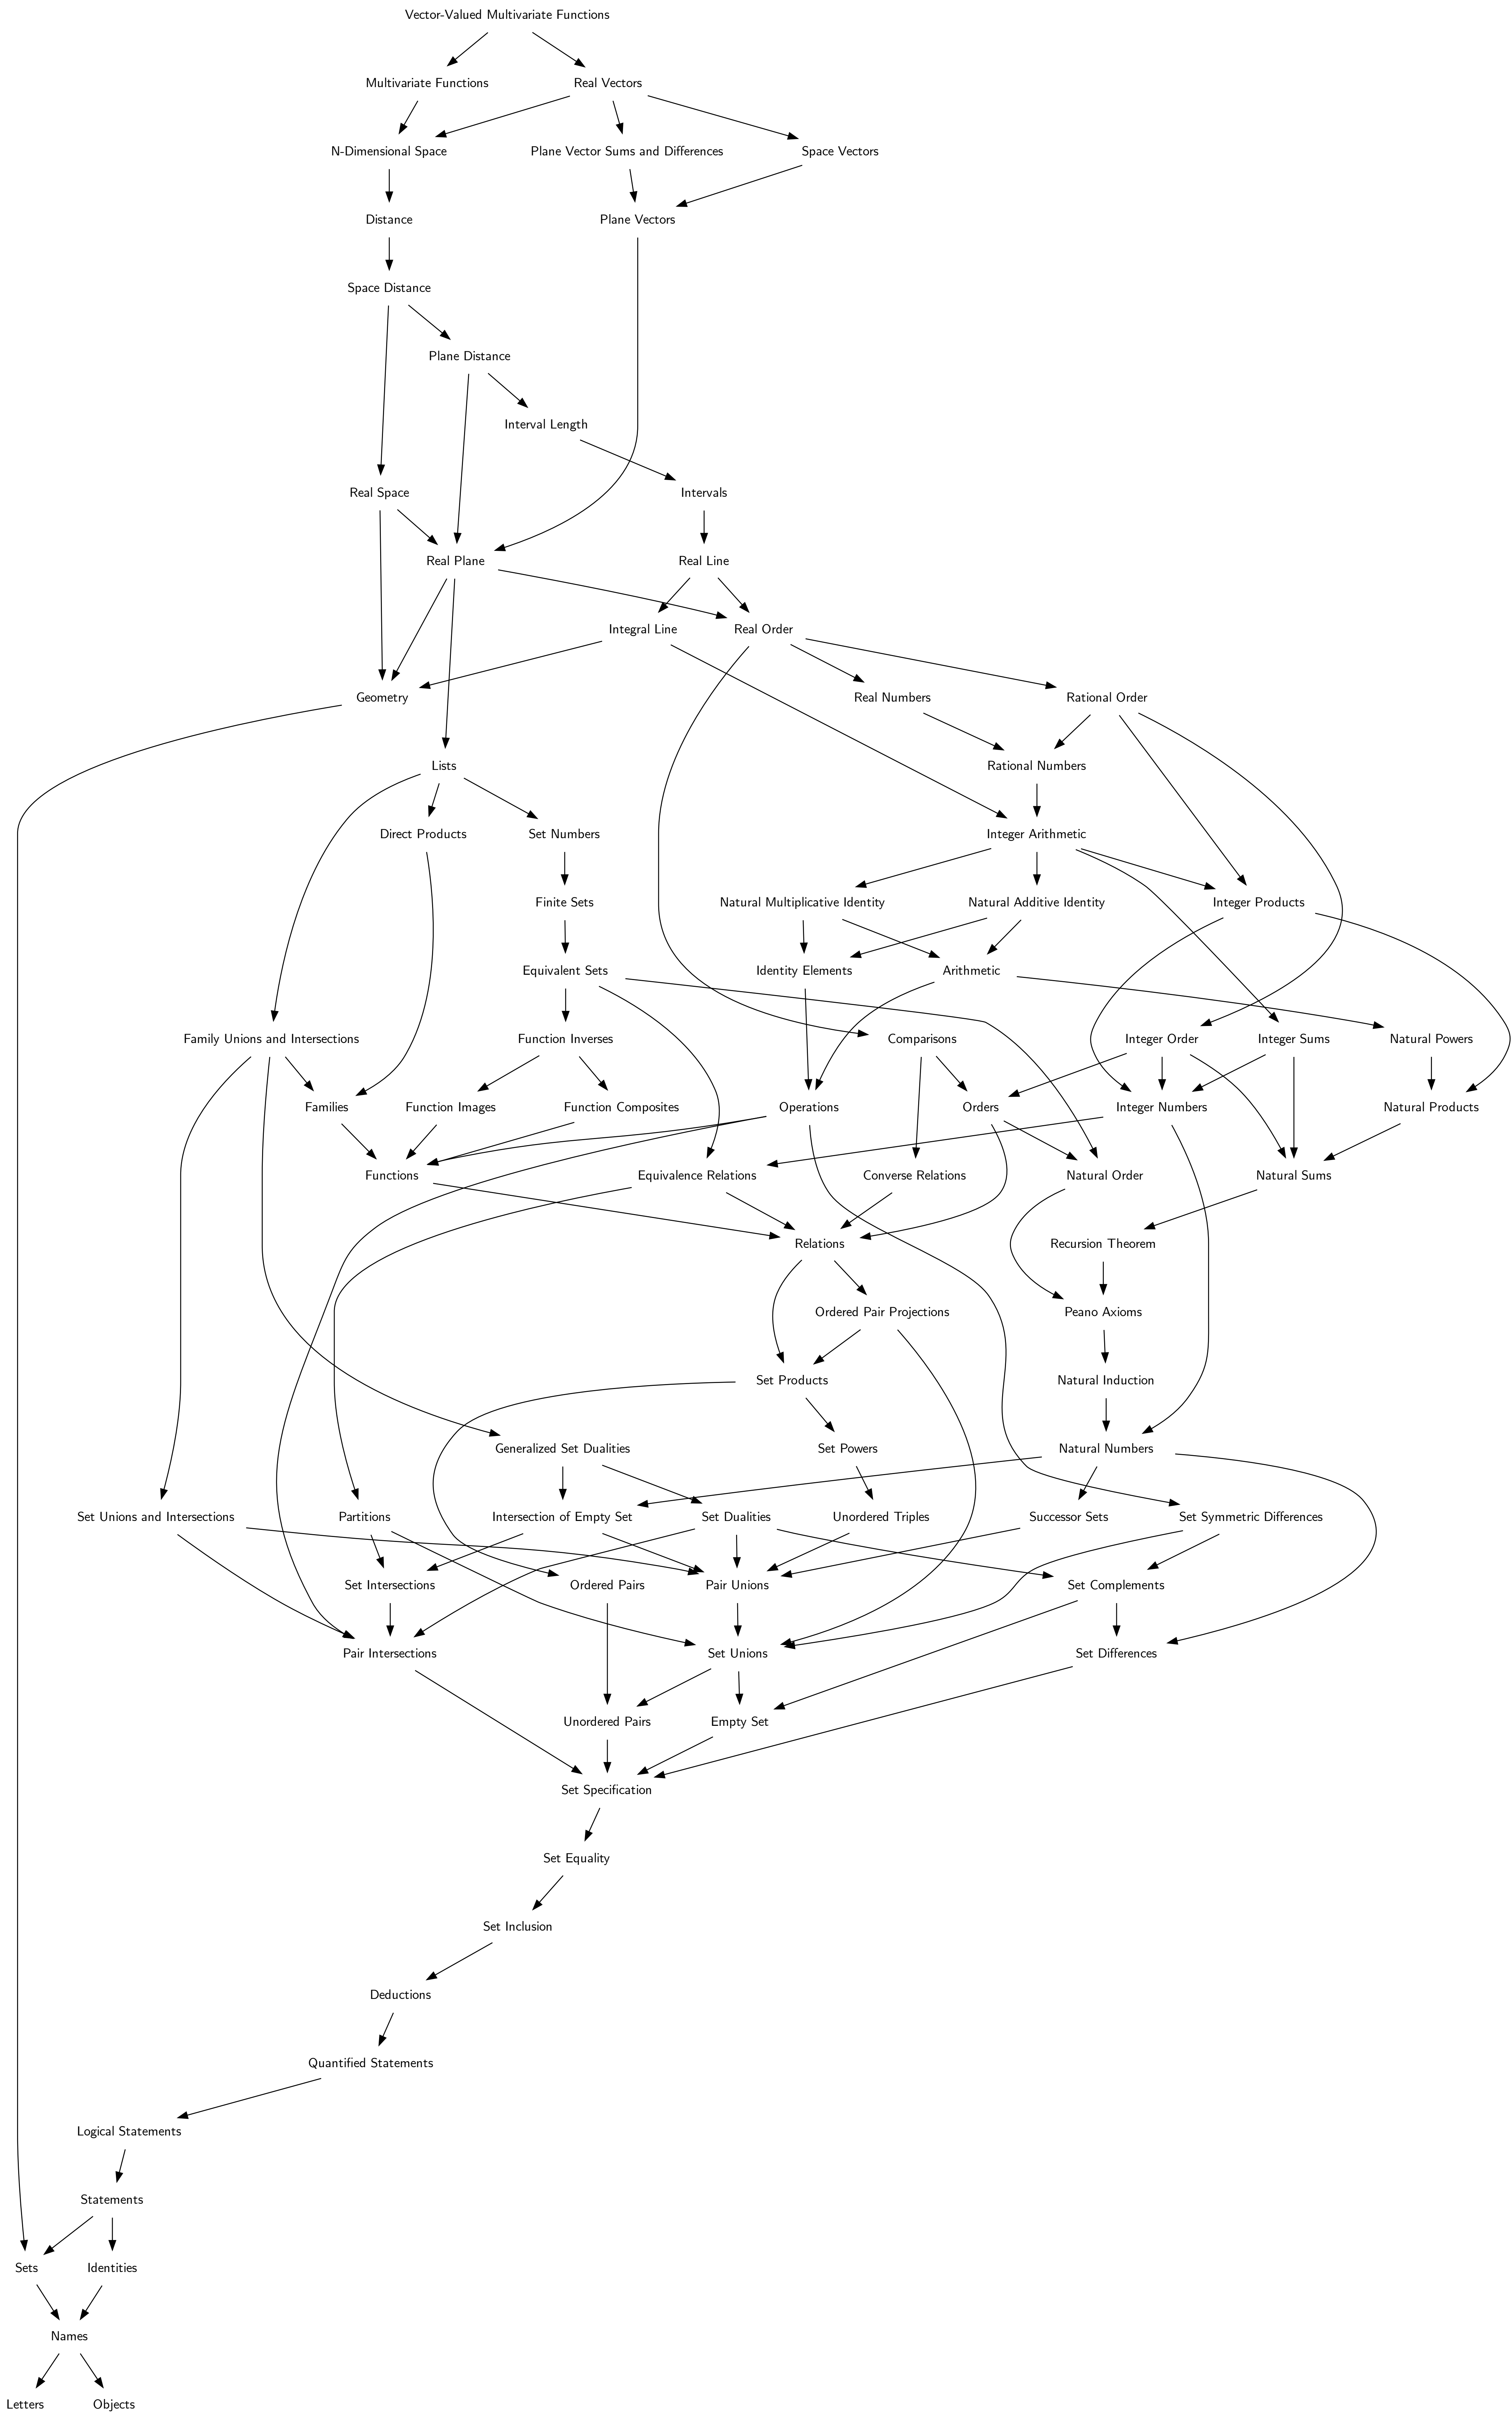 Vector-Valued Multivariate Functions
Multivariate Functions
Real Vectors
N-Dimensional Space
Plane Vector Sums and Differences
Space Vectors
Distance
Plane Vectors
Space Distance
Plane Distance
Interval Length
Real Space
Intervals
Real Plane
Real Line
Integral Line
Real Order
Geometry
Real Numbers
Rational Order
Lists
Rational Numbers
Direct Products
Set Numbers
Integer Arithmetic
Finite Sets
Natural Multiplicative Identity
Natural Additive Identity
Integer Products
Equivalent Sets
Identity Elements
Arithmetic
Family Unions and Intersections
Function Inverses
Comparisons
Integer Order
Integer Sums
Natural Powers
Families
Function Images
Function Composites
Operations
Orders
Integer Numbers
Natural Products
Functions
Equivalence Relations
Converse Relations
Natural Order
Natural Sums
Relations
Recursion Theorem
Ordered Pair Projections
Peano Axioms
Set Products
Natural Induction
Generalized Set Dualities
Set Powers
Natural Numbers
Set Unions and Intersections
Partitions
Intersection of Empty Set
Set Dualities
Unordered Triples
Successor Sets
Set Symmetric Differences
Set Intersections
Ordered Pairs
Pair Unions
Set Complements
Pair Intersections
Set Unions
Set Differences
Unordered Pairs
Empty Set
Set Specification
Set Equality
Set Inclusion
Deductions
Quantified Statements
Logical Statements
Statements
Sets
Identities
Names
Letters
Objects